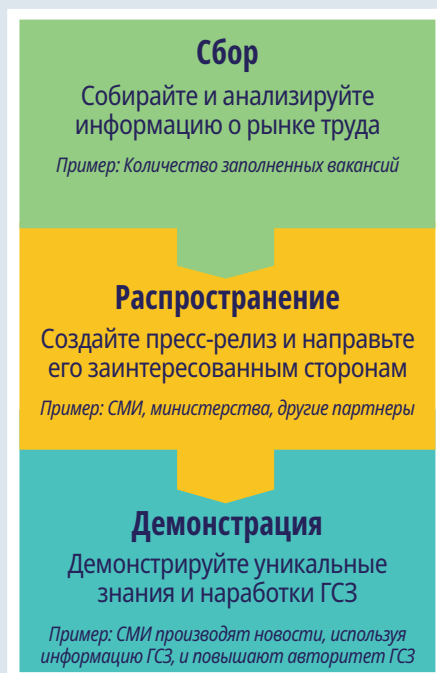 Сбор
Собирайте и анализируйте
информацию о рынке труда
Пример: Количество заполненных вакансий
Распространение
Создайте пресс-релиз и направьте
его заинтересованным сторонам
Пример: СМИ, министерства, другие партнеры
Демонстрация
Демонстрируйте уникальные
знания и наработки ГСЗ
Пример: СМИ производят новости, используя
информацию ГСЗ, и повышают авторитет ГСЗ